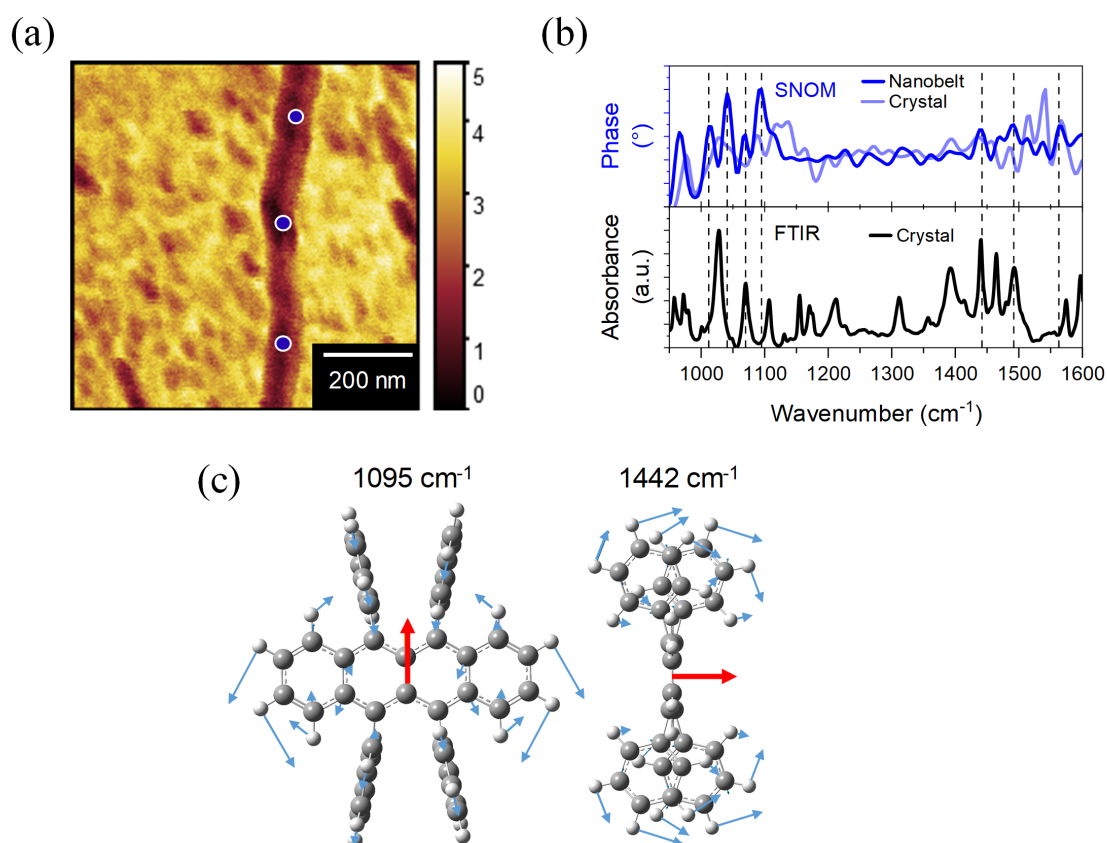 (a)
5
4
3
2
1
0
200 nm
(b)
SNOM
Nanobelt
Crystal
Phase
(°)
FTIR
Crystal
Absorbance
(a.u.)
1000 1100 1200 1300 1400 1500 1600
Wavenumber (cm-1)
(c)
1095 cm-1
1442 cm-1